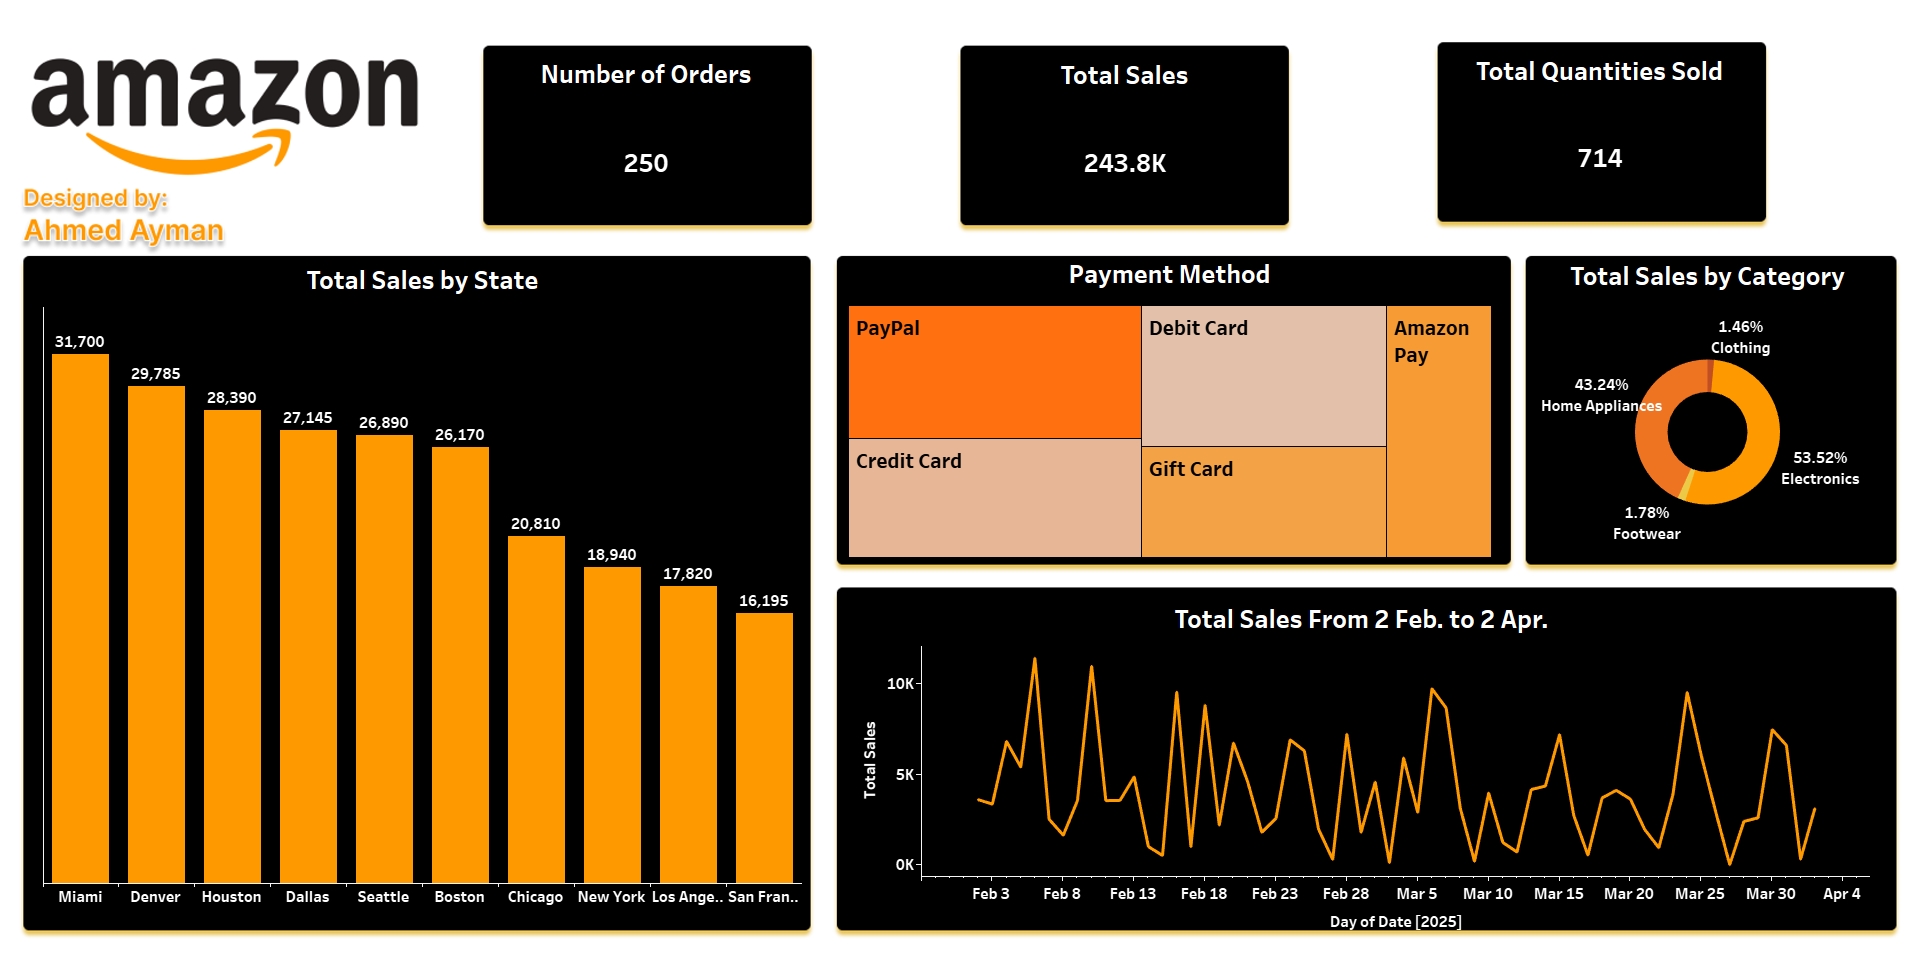 amazon
Designed by:
Ahmed Ayman
Number of Orders
250
Total Sales
243.8K
Total Quantities Sold
714
Total Sales by State
31,700
29,785
28,390
27,145
26,890
26,170
20,810
18,940
17,820
16,195
Miami Denver Houston Dallas Seattle Boston Chicago New York Los Ange.. San Fran..
Payment Method
PayPal
Debit Card
Amazon
Pay
Credit Card
Gift Card
Total Sales by Category
1.46%
Clothing
43.24%
Home Appliances
53.52%
Electronics
1.78%
Footwear
Total Sales From 2 Feb. to 2 Apr.
Total Sales
10K
5K
0K
Feb 3 Feb 8 Feb 13 Feb 18 Feb 23 Feb 28 Mar 5 Mar 10 Mar 15 Mar 20 Mar 25 Mar 30 Apr 4
Day of Date [2025]